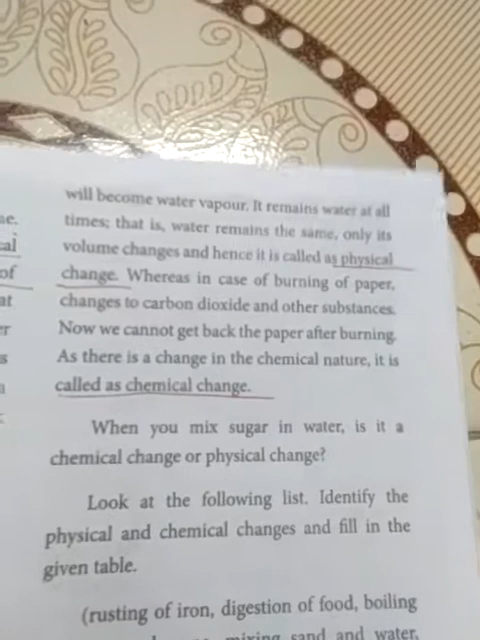 will become water vapour. It remains water at all
times; that is, water remains the same, only its
volume changes and hence it is called as physical
change. Whereas in case of burning of paper,
changes to carbon dioxide and other substances.
Now we cannot get back the paper after burning.
As there is a change in the chemical nature, it is
called as chemical change.
When you mix sugar in water, is it a
chemical change or physical change?
Look at the following list. Identify the
physical and chemical changes and fill in the
given table.
(rusting of iron, digestion of food, boiling
mixing sand and water,